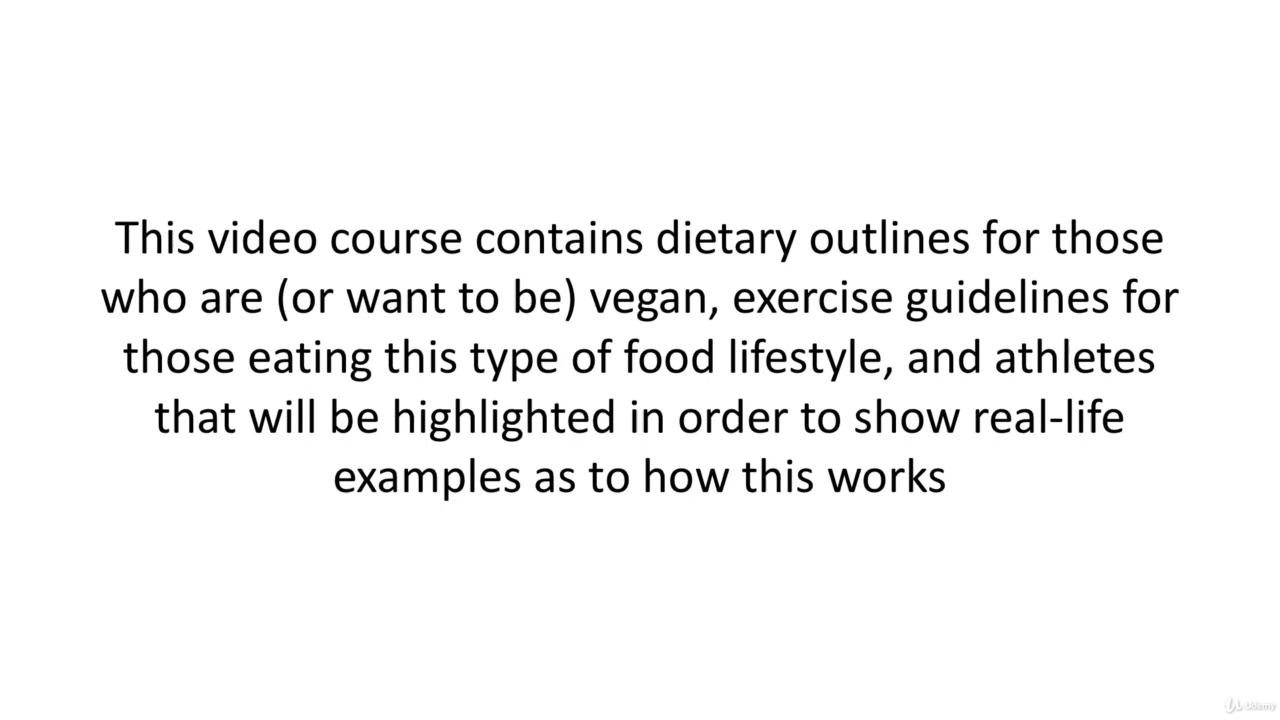 This video course contains dietary outlines for those
who are (or want to be) vegan, exercise guidelines for
those eating this type of food lifestyle, and athletes
that will be highlighted in order to show real-life
examples as to how this works
Udemy